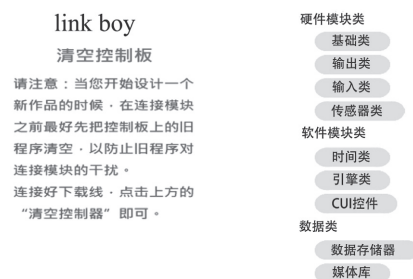 link boy
清空控制板
请注意：当您开始设计一个
新作品的时候，在连接模块
之前最好先把控制板上的旧
程序清空，以防止旧程序对
连接模块的干扰。
连接好下载线，点击上方的
“清空控制器”即可。
硬件模块类
基础类
输出类
输入类
传感器类
软件模块类
时间类
引擎类
CUI控件
数据类
数据存储器
媒体库